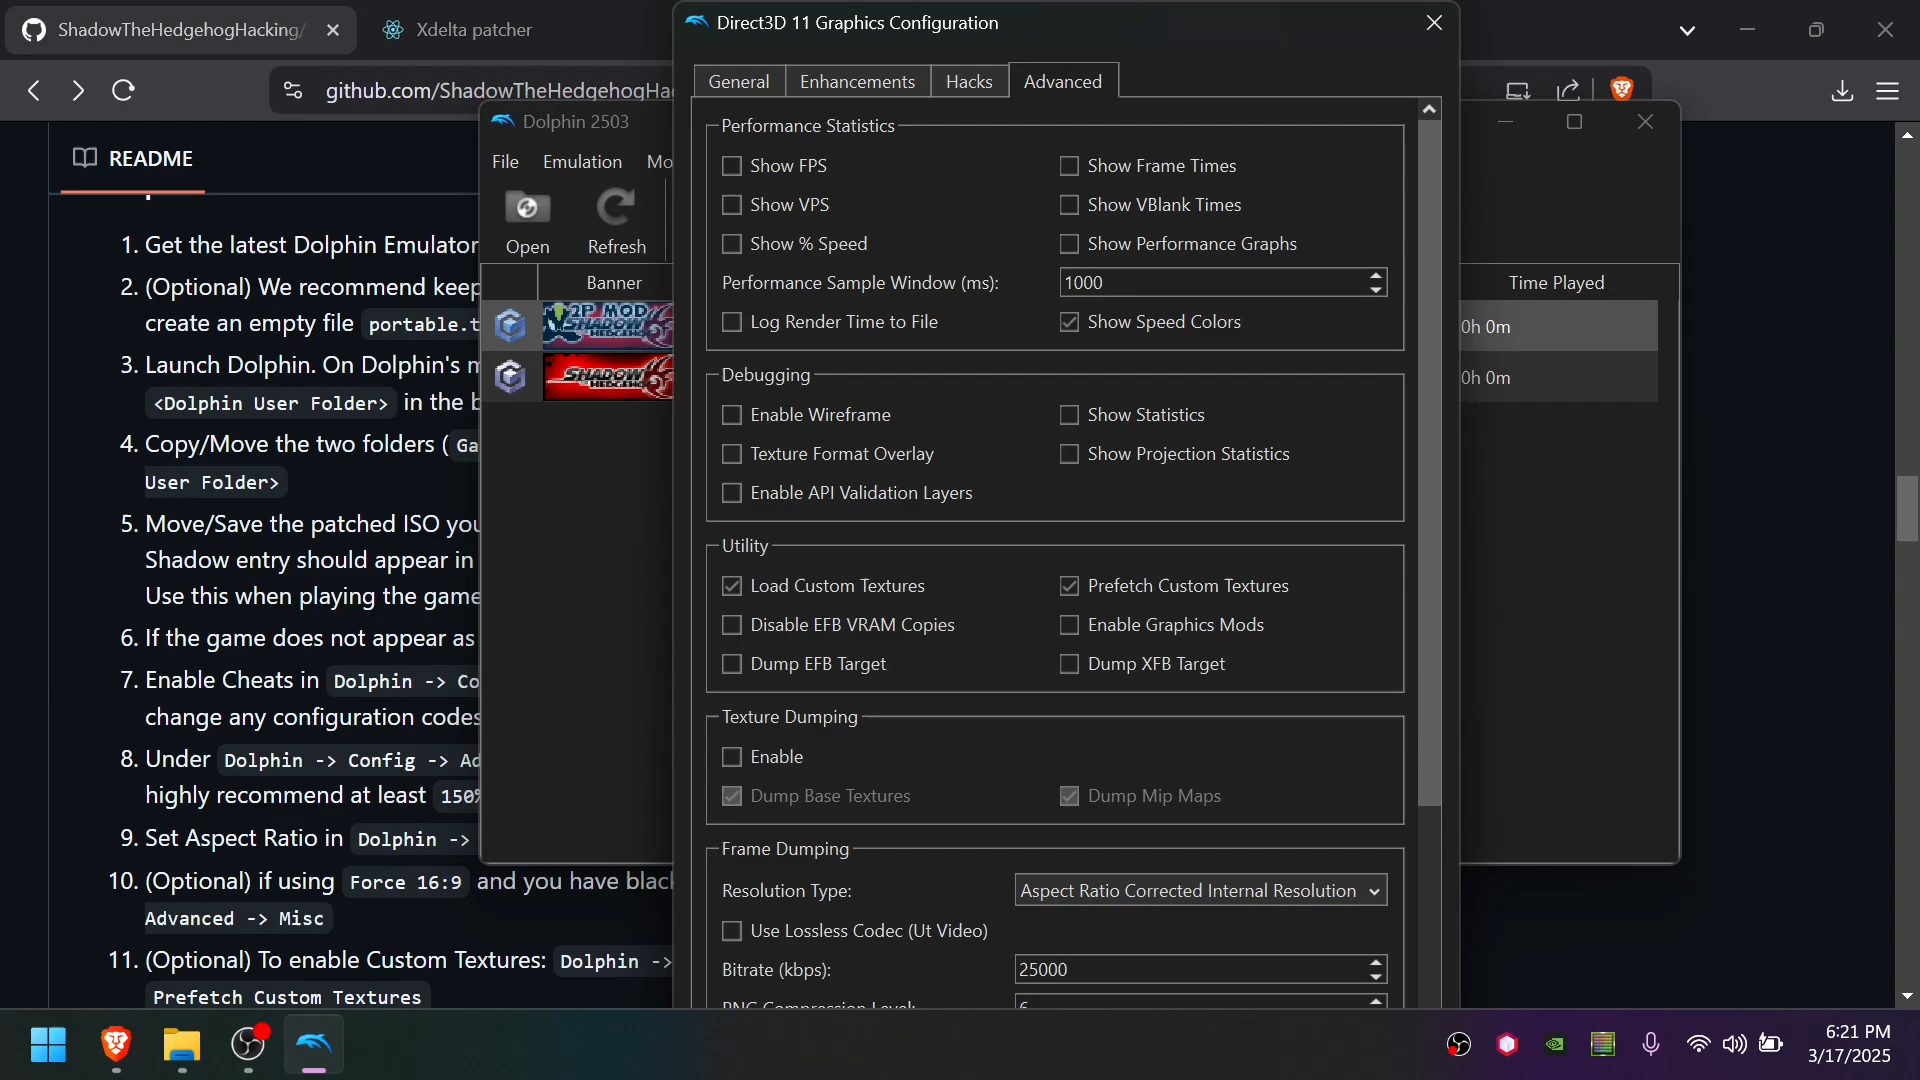 ShadowTheHedgehogHacking/
Xdelta patcher
github.com/ShadowTheHedgehogHa
README
1. Get the latest Dolphin Emulator
2. (Optional) We recommend keep
create an empty file portable.t
3. Launch Dolphin. On Dolphin's m
<Dolphin User Folder> in the b
4. Copy/Move the two folders ( Ga
User Folder>
5. Move/Save the patched ISO you
Shadow entry should appear in
Use this when playing the game
6. If the game does not appear as
7. Enable Cheats in Dolphin -> Co
change any configuration codes
8. Under Dolphin -> Config -> Ad
highly recommend at least 150%
9. Set Aspect Ratio in Dolphin ->
10. (Optional) if using Force 16:9 and you have blac
Advanced -> Misc
11. (Optional) To enable Custom Textures: Dolphin ->
Prefetch Custom Textures
Dolphin 2503
File Emulation Mo
Open Refresh
Banner Time Played
2P MOD
SHADOW
HEDGEHOG
0h 0m
SHADOW
HEDGEHOG
0h 0m
Direct3D 11 Graphics Configuration
General Enhancements Hacks Advanced
Performance Statistics
Show FPS Show Frame Times
Show VPS Show VBlank Times
Show % Speed Show Performance Graphs
Performance Sample Window (ms): 1000
Log Render Time to File Show Speed Colors
Debugging
Enable Wireframe Show Statistics
Texture Format Overlay Show Projection Statistics
Enable API Validation Layers
Utility
Load Custom Textures Prefetch Custom Textures
Disable EFB VRAM Copies Enable Graphics Mods
Dump EFB Target Dump XFB Target
Texture Dumping
Enable
Dump Base Textures Dump Mip Maps
Frame Dumping
Resolution Type: Aspect Ratio Corrected Internal Resolution
Use Lossless Codec (Ut Video)
Bitrate (kbps): 25000
PNG Compression Level: 6
6:21 PM
3/17/2025